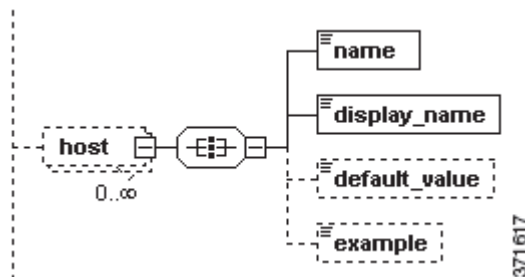 name
display_name
host
0..∞
default_value
example
371617